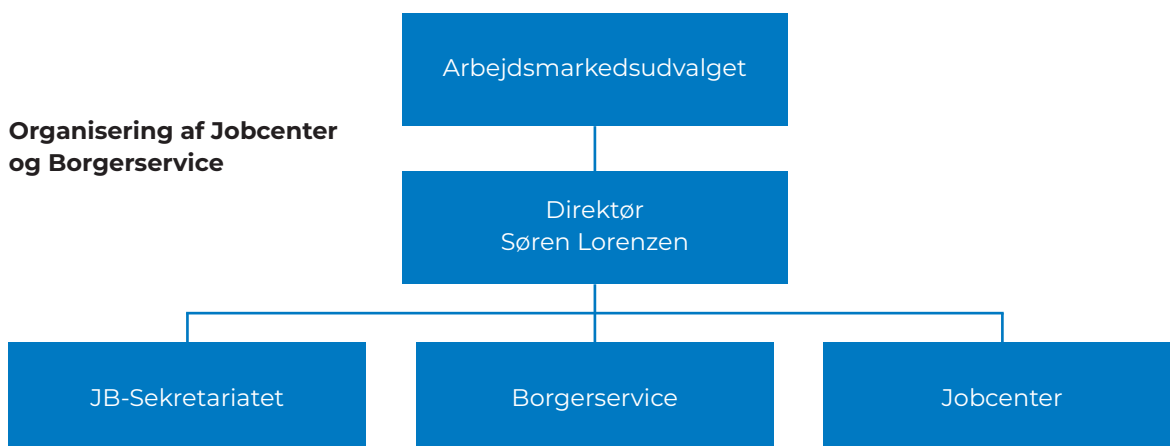 Arbejdsmarkedsudvalget
Organisering af Jobcenter
og Borgerservice
Direktør
Søren Lorenzen
JB-Sekretariatet
Borgerservice
Jobcenter